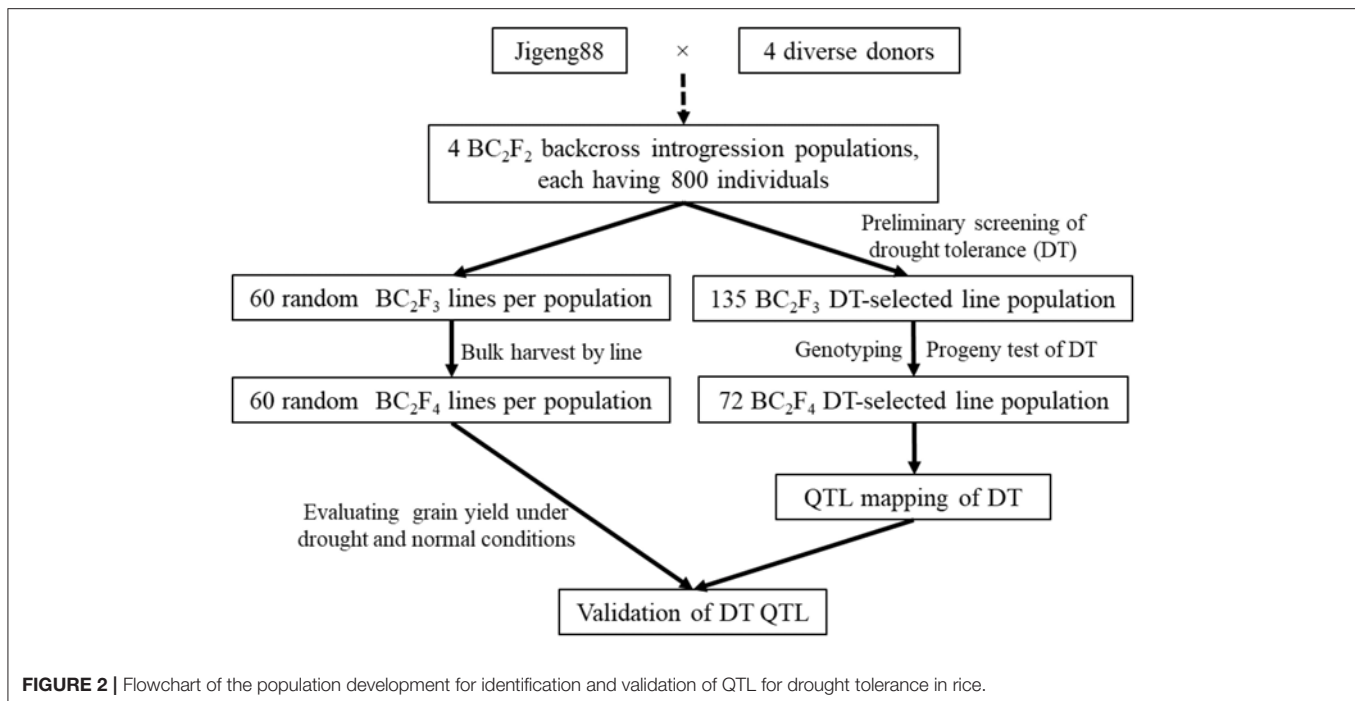 Jigeng88 × 4 diverse donors
4 BC₂F₂ backcross introgression populations,
each having 800 individuals
Preliminary screening of
drought tolerance (DT)
60 random BC₂F₃ lines per population
135 BC₂F₃ DT-selected line population
Bulk harvest by line
Genotyping
Progeny test of DT
60 random BC₂F₄ lines per population
72 BC₂F₄ DT-selected line population
QTL mapping of DT
Evaluating grain yield under
drought and normal conditions
Validation of DT QTL
FIGURE 2 | Flowchart of the population development for identification and validation of QTL for drought tolerance in rice.